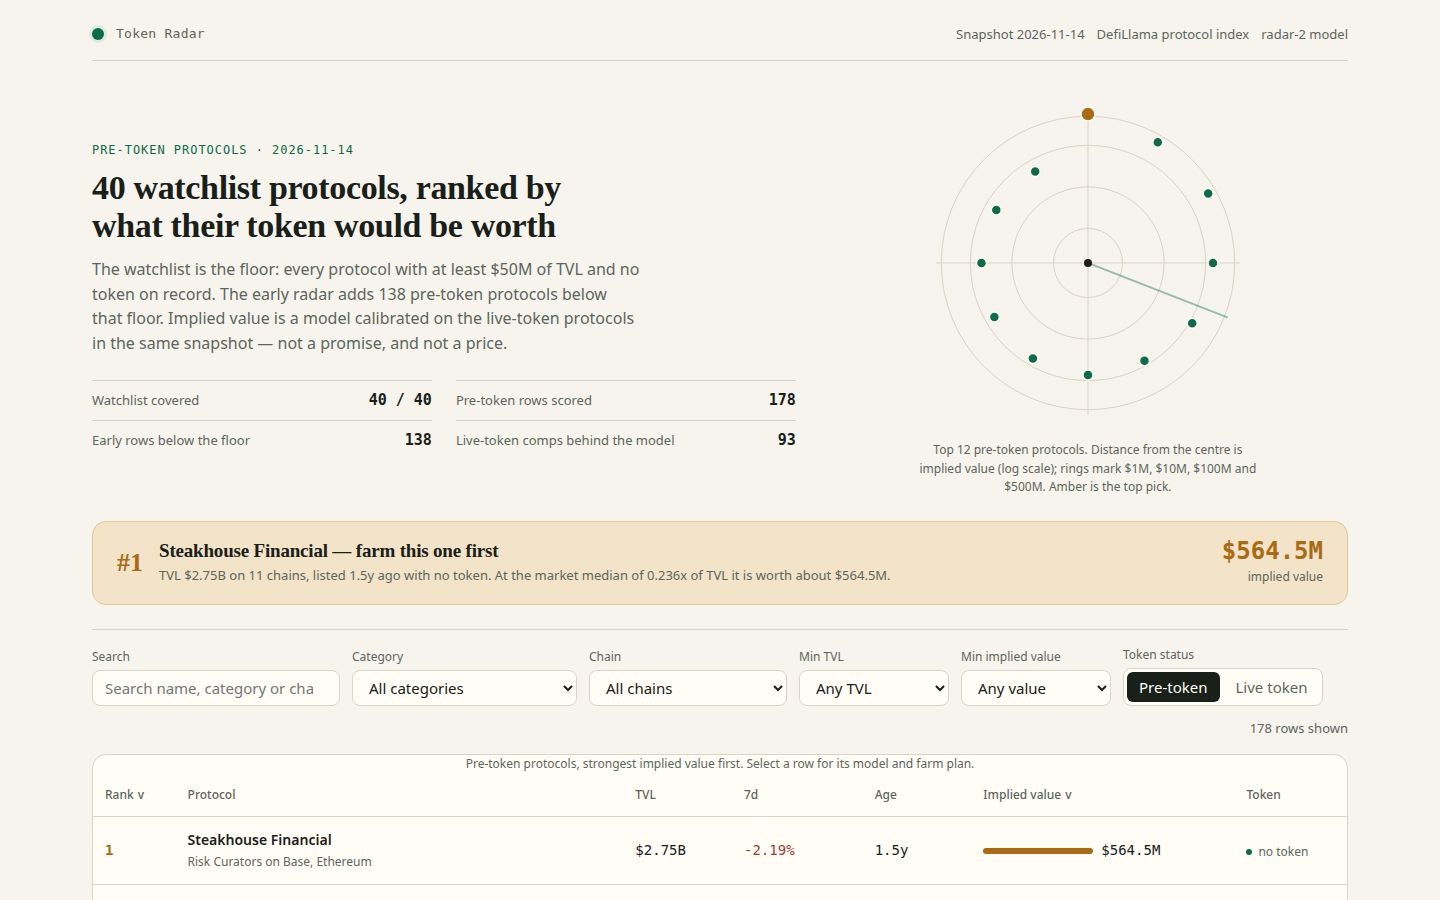 Token Radar
Snapshot 2026-11-14 DefiLlama protocol index radar-2 model
PRE-TOKEN PROTOCOLS · 2026-11-14
40 watchlist protocols, ranked by
what their token would be worth
The watchlist is the floor: every protocol with at least $50M of TVL and no
token on record. The early radar adds 138 pre-token protocols below
that floor. Implied value is a model calibrated on the live-token protocols
in the same snapshot — not a promise, and not a price.
Watchlist covered 40 / 40
Pre-token rows scored 178
Early rows below the floor 138
Live-token comps behind the model 93
Top 12 pre-token protocols. Distance from the centre is
implied value (log scale); rings mark $1M, $10M, $100M and
$500M. Amber is the top pick.
#1
Steakhouse Financial — farm this one first
TVL $2.75B on 11 chains, listed 1.5y ago with no token. At the market median of 0.236x of TVL it is worth about $564.5M.
$564.5M
implied value
Search Category Chain Min TVL Min implied value Token status
Search name, category or cha All categories All chains Any TVL Any value Pre-token Live token
178 rows shown
Pre-token protocols, strongest implied value first. Select a row for its model and farm plan.
Rank v Protocol TVL 7d Age Implied value v Token
1 Steakhouse Financial $2.75B -2.19% 1.5y $564.5M no token
Risk Curators on Base, Ethereum